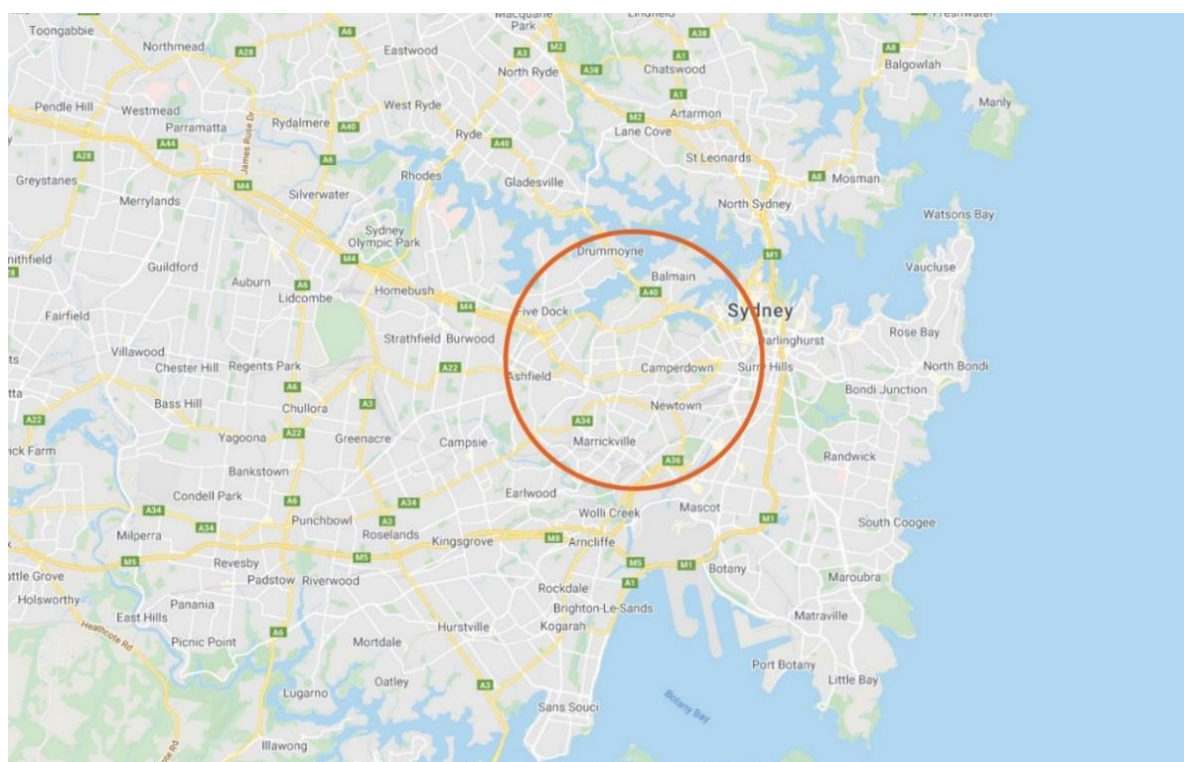 Toongabbie
Northmead
A28
A6
Eastwood
Macquarie
Park
Lindfield
A38
Freshwater
A3
M2
North Ryde
A38
A1
Chatswood
A8
Balgowlah
Pendle Hill
Westmead
Parramatta
James Ruse Dr
Rydalmere
A40
West Ryde
A1
Artarmon
M2
Lane Cove
Manly
A28
A44
A6
Ryde
A40
St Leonards
Greystanes
M4
Merrylands
Silverwater
Rhodes
Gladesville
A8
Mosman
North Sydney
Watsons Bay
Sydney
Olympic Park
M4
Drummoyne
M1
Guildford
Auburn
A6
Lidcombe
Homebush
M4
Balmain
A40
Vaucluse
Fairfield
Five Dock
Sydney
Strathfield
Burwood
Darlinghurst
Rose Bay
Villawood
Chester Hill
Regents Park
A22
Ashfield
Camperdown
Surry Hills
North Bondi
A6
Bass Hill
Chullora
A3
Newtown
Bondi Junction
A22
Yagoona
A22
Greenacre
Campsie
A34
Marrickville
Bankstown
A36
Randwick
Condell Park
A6
A34
Earlwood
Wolli Creek
Mascot
A34
A34
Punchbowl
A3
Roselands
M1
South Coogee
Milperra
M5
M5
Kingsgrove
M8
Arncliffe
Revesby
M5
M1
Botany
Padstow
Riverwood
A1
Rockdale
Maroubra
Holsworthy
Panania
Brighton-Le-Sands
East Hills
Heathcote Rd
A6
Hurstville
Kogarah
Matraville
Picnic Point
Mortdale
Port Botany
Oatley
Little Bay
Lugarno
A3
Sans Souci
Botany Bay
Illawong